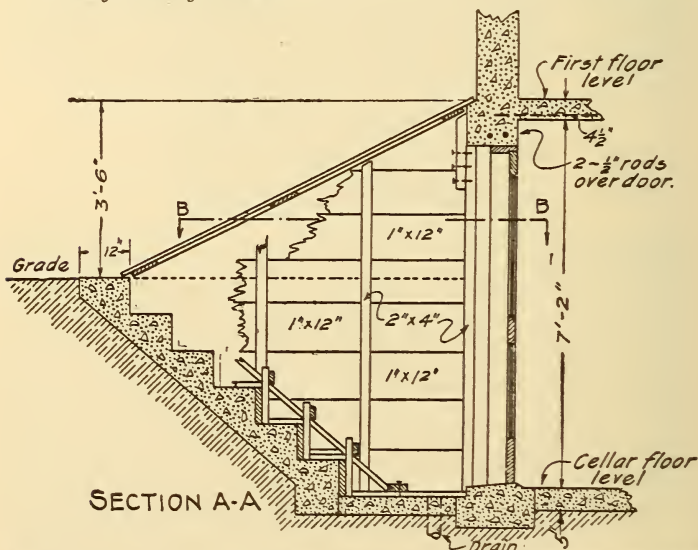 First floor
level
4½"
2-½" rods
over door.
3'-6"
B
B
12"
Grade
1"x12"
1"x12"
2"x4"
1"x12"
7'-2"
Cellar floor
level
SECTION A-A
Drain